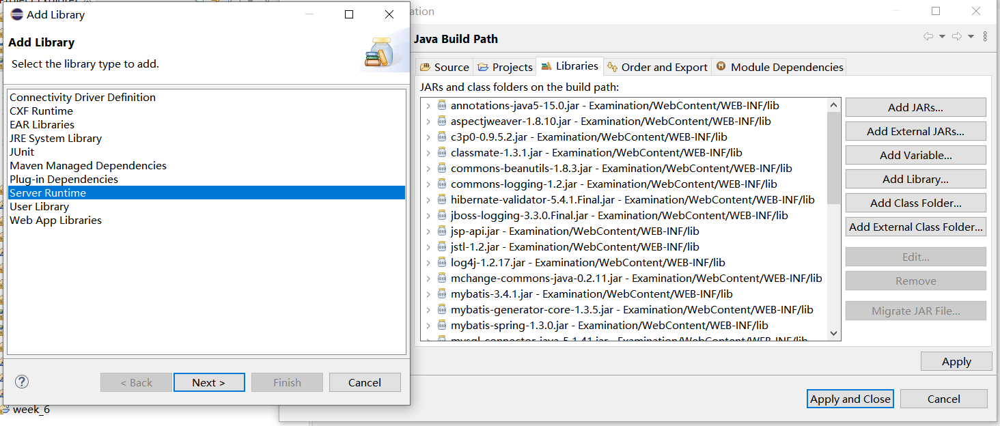 Add Library
Add Library
Select the library type to add.
Connectivity Driver Definition
CXF Runtime
EAR Libraries
JRE System Library
JUnit
Maven Managed Dependencies
Plug-in Dependencies
Server Runtime
User Library
Web App Libraries
< Back
Next >
Finish
Cancel
week_6
ation
Java Build Path
Source
Projects
Libraries
Order and Export
Module Dependencies
JARs and class folders on the build path:
annotations-java5-15.0.jar - Examination/WebContent/WEB-INF/lib
aspectjweaver-1.8.10.jar - Examination/WebContent/WEB-INF/lib
c3p0-0.9.5.2.jar - Examination/WebContent/WEB-INF/lib
classmate-1.3.1.jar - Examination/WebContent/WEB-INF/lib
commons-beanutils-1.8.3.jar - Examination/WebContent/WEB-INF/lib
commons-logging-1.2.jar - Examination/WebContent/WEB-INF/lib
hibernate-validator-5.4.1.Final.jar - Examination/WebContent/WEB-INF/lib
jboss-logging-3.3.0.Final.jar - Examination/WebContent/WEB-INF/lib
jsp-api.jar - Examination/WebContent/WEB-INF/lib
jstl-1.2.jar - Examination/WebContent/WEB-INF/lib
log4j-1.2.17.jar - Examination/WebContent/WEB-INF/lib
mchange-commons-java-0.2.11.jar - Examination/WebContent/WEB-INF/lib
mybatis-3.4.1.jar - Examination/WebContent/WEB-INF/lib
mybatis-generator-core-1.3.5.jar - Examination/WebContent/WEB-INF/lib
mybatis-spring-1.3.0.jar - Examination/WebContent/WEB-INF/lib
mysql-connector-java-5.1.41.jar - Examination/WebContent/WEB-INF/lib
Add JARs...
Add External JARs...
Add Variable...
Add Library...
Add Class Folder...
Add External Class Folder...
Edit...
Remove
Migrate JAR File...
Apply
Apply and Close
Cancel